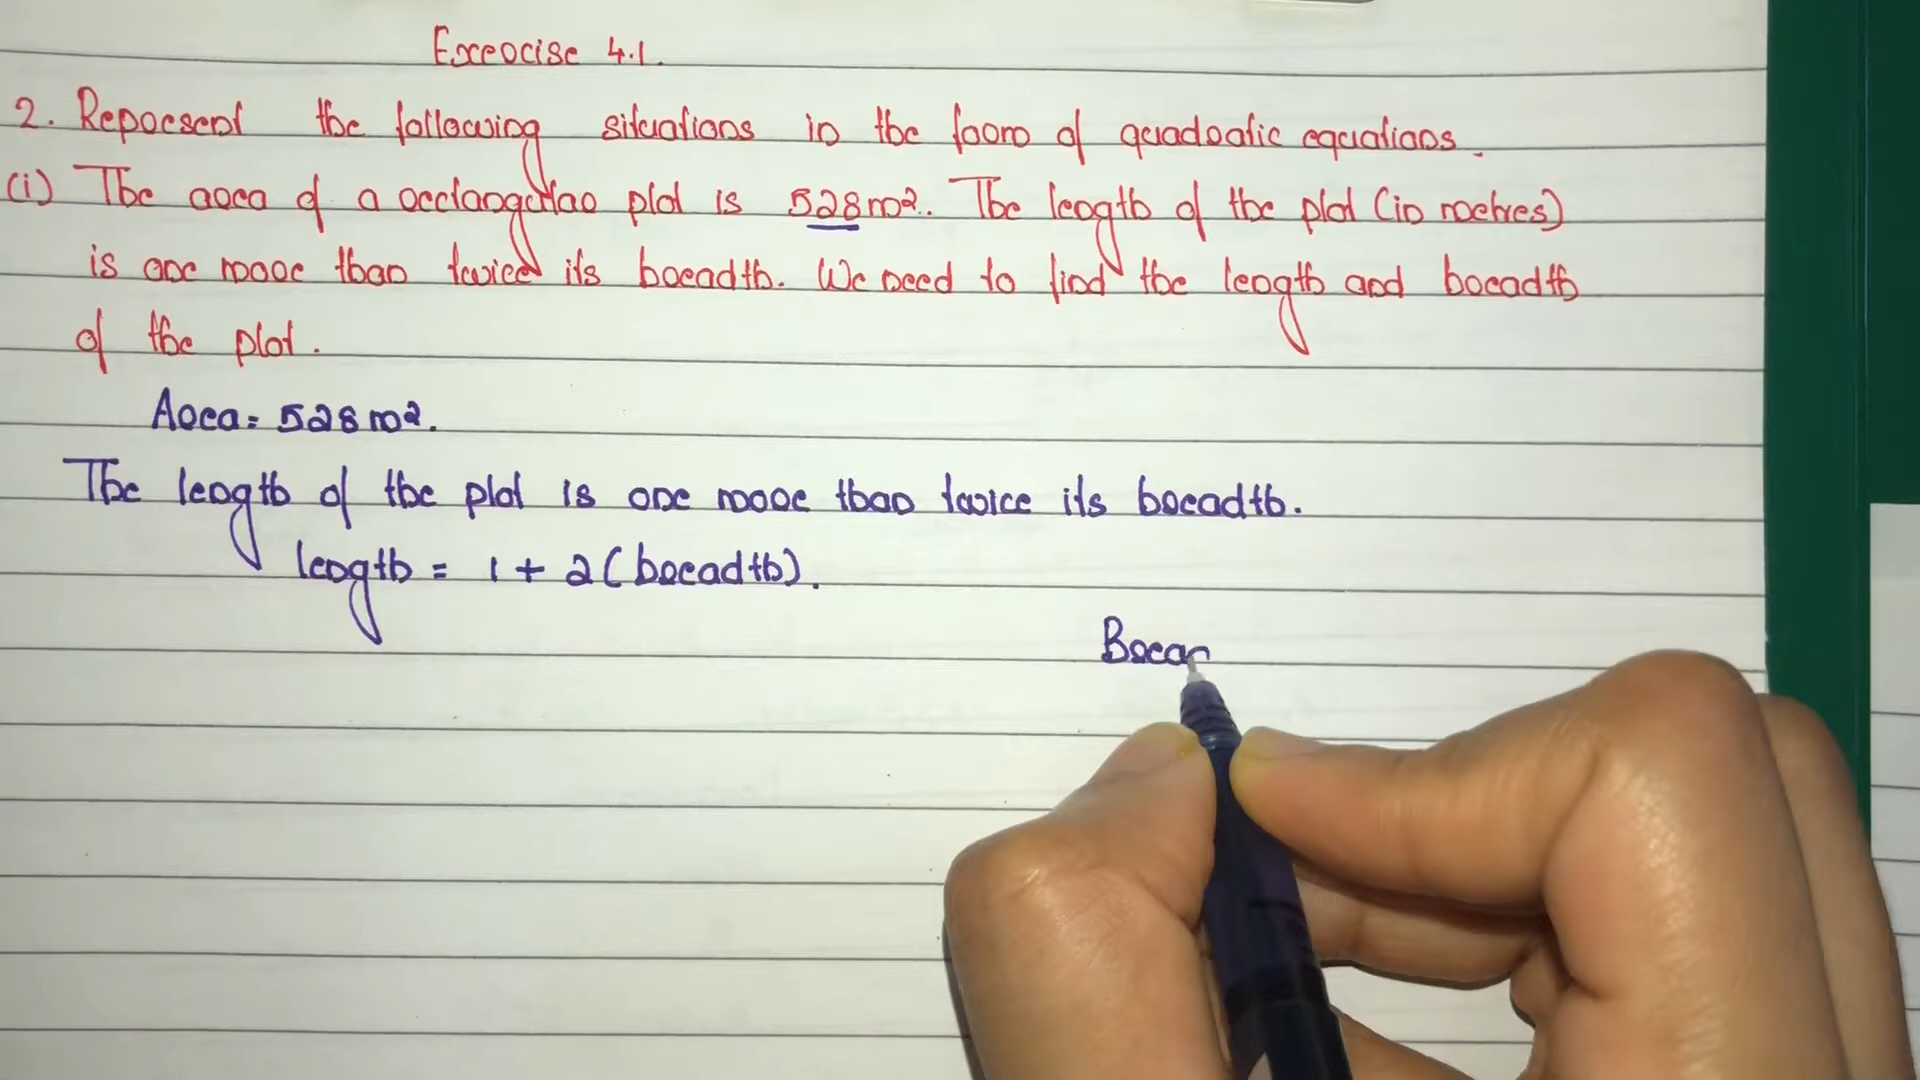 Exercise 4.1.
2. Represent the following situations in the form of quadratic equations.
(i) The area of a rectangular plot is 528m². The length of the plot (in metres)
is one more than twice its breadth. We need to find the length and breadth
of the plot.
Area = 528m².
The length of the plot is one more than twice its breadth.
length = 1 + 2(breadth).
Brea